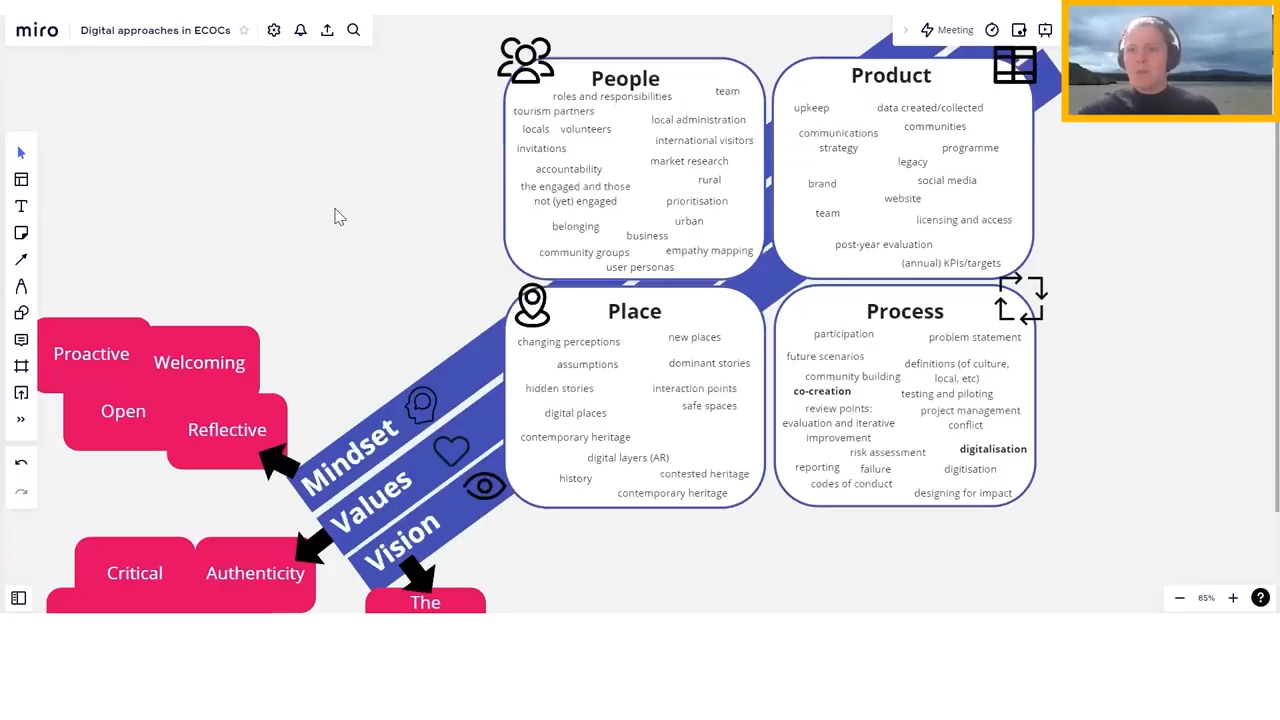 miro
Digital approaches in ECOCs
Meeting
People
roles and responsibilities
team
tourism partners
local administration
locals
volunteers
international visitors
invitations
market research
accountability
rural
the engaged and those
not (yet) engaged
prioritisation
urban
belonging
business
community groups
empathy mapping
user personas
Product
upkeep
data created/collected
communities
communications
strategy
programme
legacy
brand
social media
website
team
licensing and access
post-year evaluation
(annual) KPIs/targets
Place
changing perceptions
new places
assumptions
dominant stories
hidden stories
interaction points
safe spaces
digital places
contemporary heritage
digital layers (AR)
history
contested heritage
contemporary heritage
Process
participation
problem statement
future scenarios
definitions (of culture,
local, etc)
community building
co-creation
testing and piloting
review points:
evaluation and iterative
improvement
project management
conflict
risk assessment
digitalisation
reporting
failure
digitisation
codes of conduct
designing for impact
Proactive
Welcoming
Open
Reflective
Mindset
Values
Vision
Critical
Authenticity
The
85%